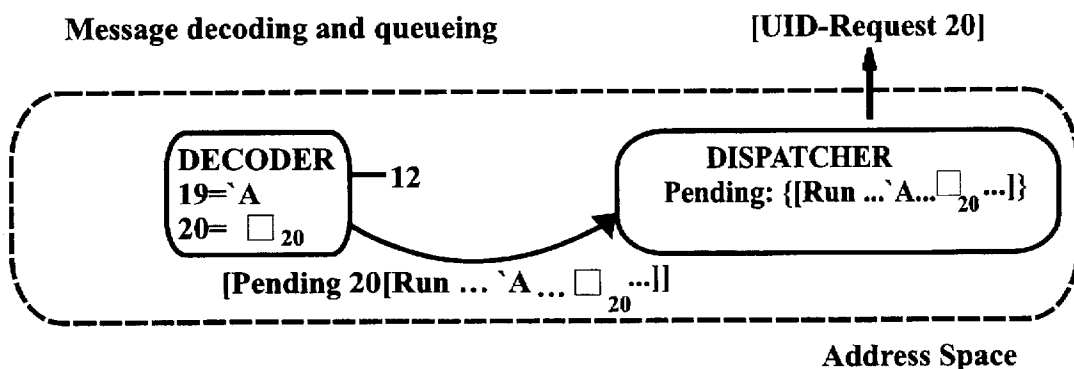 Message decoding and queueing
[UID-Request 20]
DECODER
19=`A
20= □ 20
12
DISPATCHER
Pending: {[Run ...`A...□ 20 ...]}
[Pending 20[Run ... `A ... □ 20 ...]]
Address Space